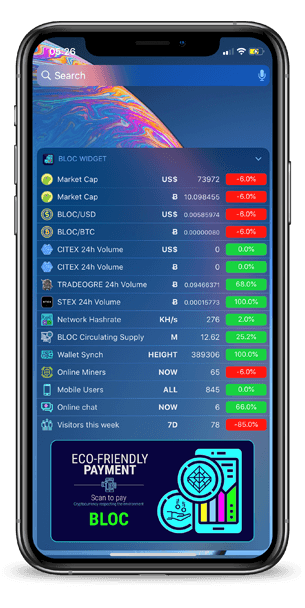 05:26
Search
BLOC WIDGET
Market Cap US$ 73972 -6.0%
Market Cap Ƀ 10.098455 -6.0%
BLOC/USD US$ 0.00585974 -6.0%
BLOC/BTC Ƀ 0.00000080 -6.0%
CITEX 24h Volume US$ 0 0.0%
CITEX 24h Volume Ƀ 0 0.0%
TRADEOGRE 24h Volume Ƀ 0.09466371 68.0%
STEX 24h Volume Ƀ 0.00015773 100.0%
Network Hashrate KH/s 276 2.0%
BLOC Circulating Supply M 12.62 25.2%
Wallet Synch HEIGHT 389306 100.0%
Online Miners NOW 65 -6.0%
Mobile Users ALL 845 0.0%
Online chat NOW 6 66.0%
Visitors this week 7D 78 -85.0%
ECO-FRIENDLY
PAYMENT
Scan to pay
Cryptocurrency respecting the environment
BLOC